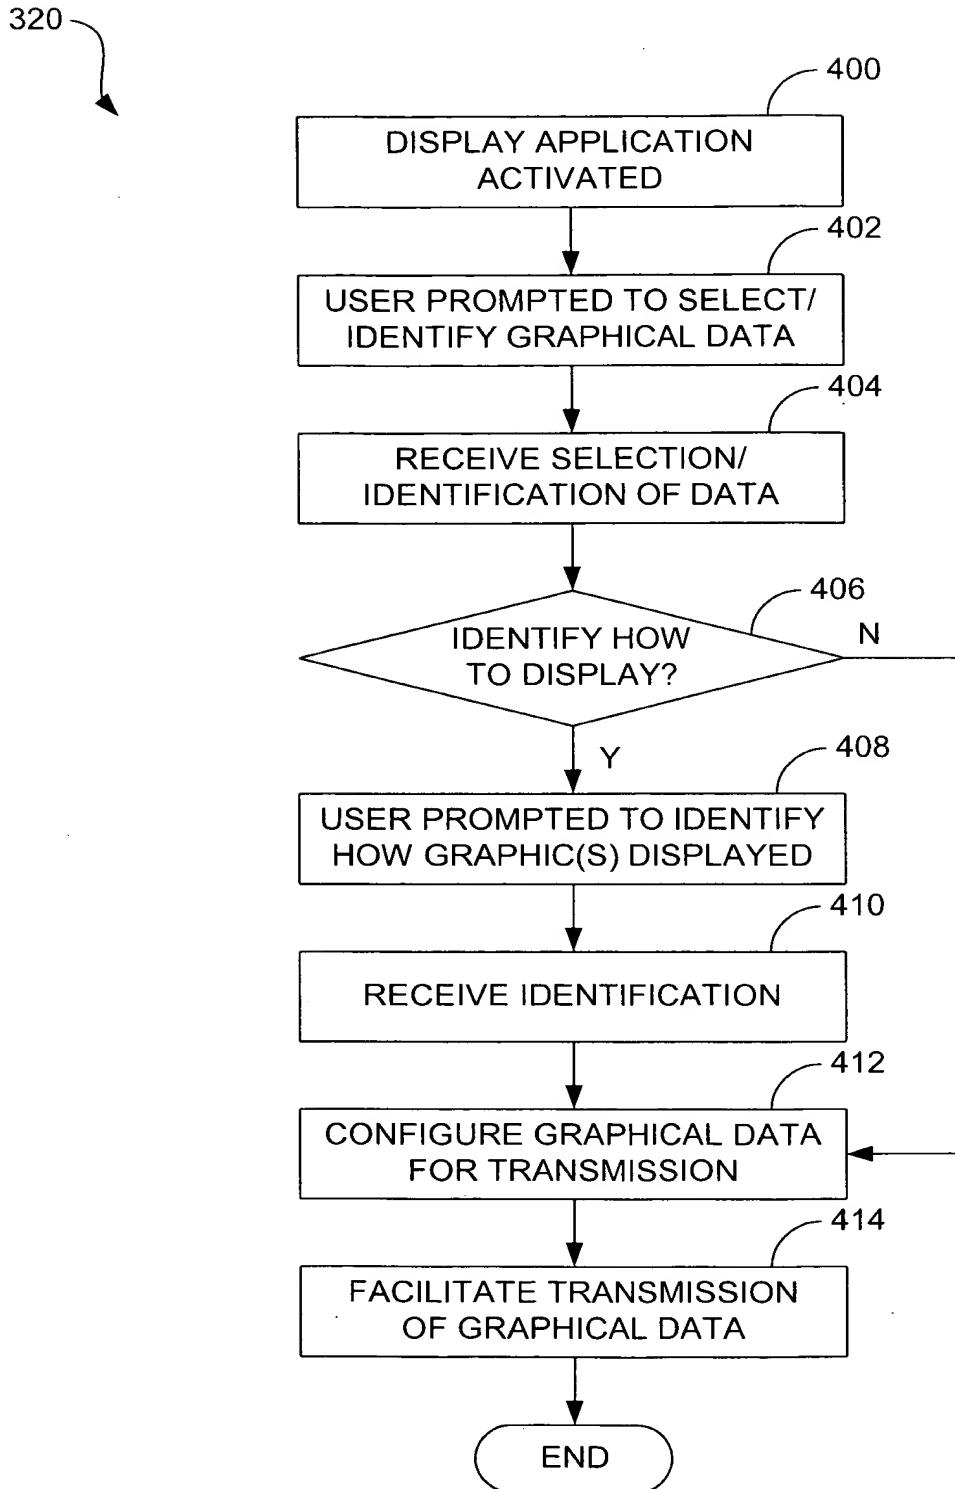 320
400
DISPLAY APPLICATION
ACTIVATED
402
USER PROMPTED TO SELECT/
IDENTIFY GRAPHICAL DATA
404
RECEIVE SELECTION/
IDENTIFICATION OF DATA
406
IDENTIFY HOW
TO DISPLAY?
N
Y
408
USER PROMPTED TO IDENTIFY
HOW GRAPHIC(S) DISPLAYED
410
RECEIVE IDENTIFICATION
412
CONFIGURE GRAPHICAL DATA
FOR TRANSMISSION
414
FACILITATE TRANSMISSION
OF GRAPHICAL DATA
END